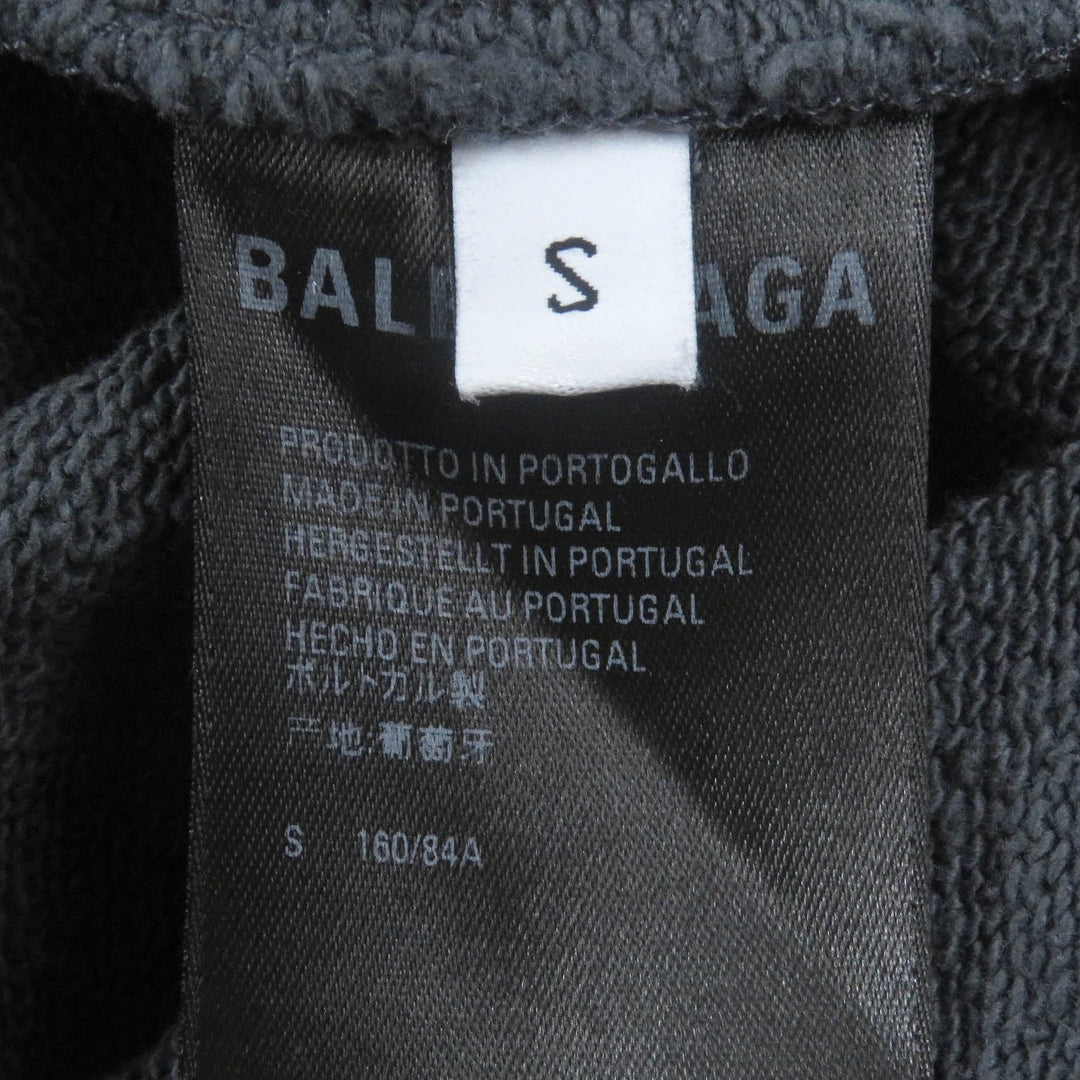 S
BAL AGA
PRODOTTO IN PORTOGALLO
MADE IN PORTUGAL
HERGESTELLT IN PORTUGAL
FABRIQUE AU PORTUGAL
HECHO EN PORTUGAL
ポルトガル製
产地:葡萄牙
S 160/84A